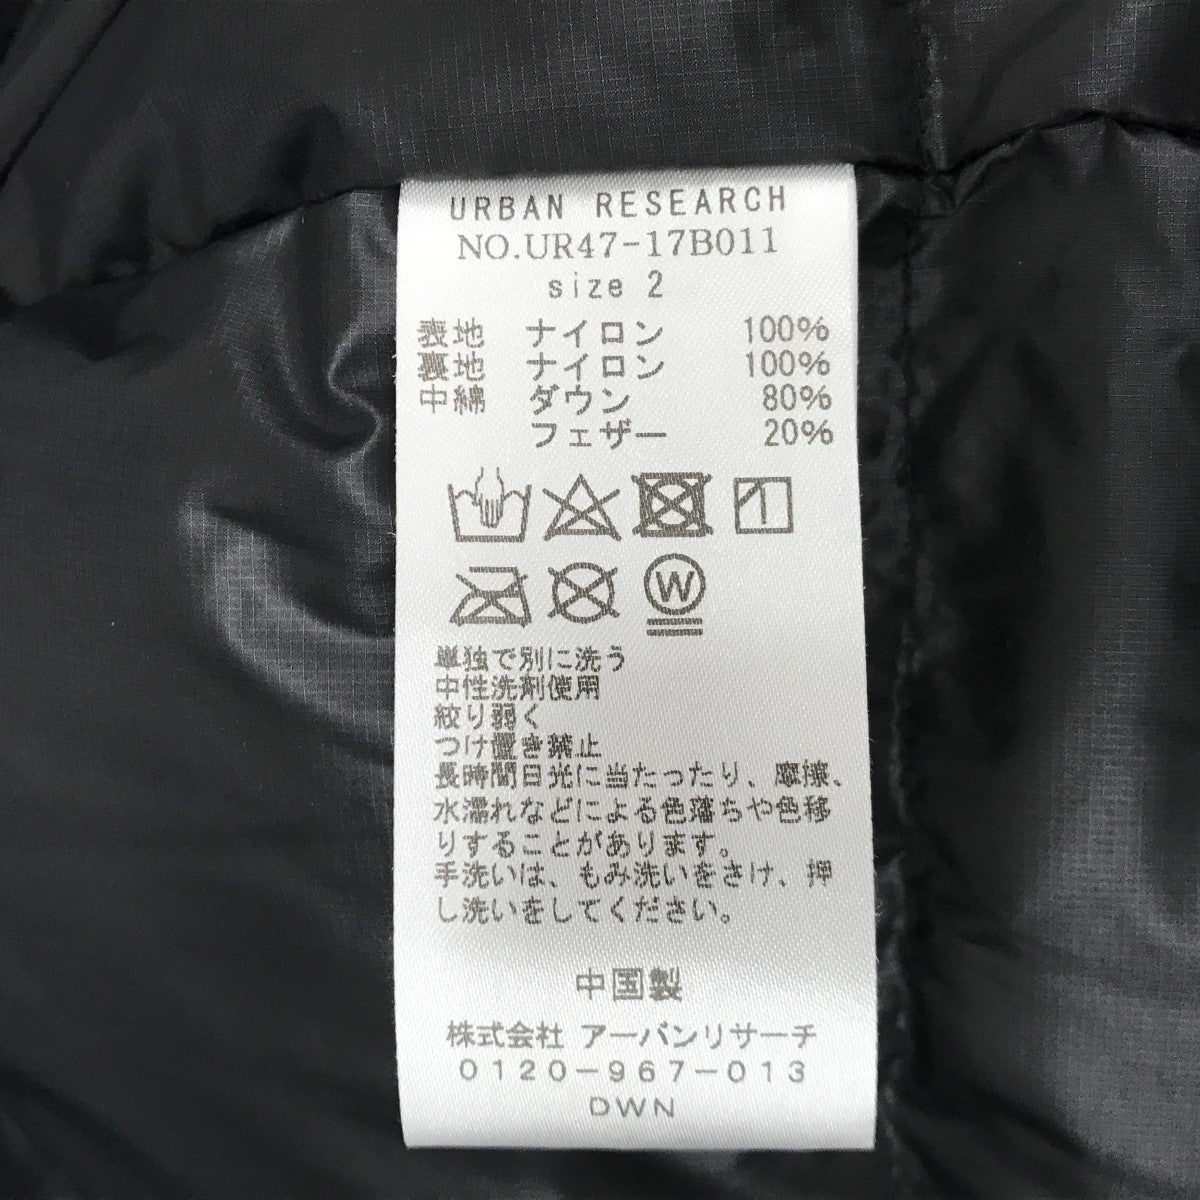 URBAN RESEARCH
NO.UR47-17B011
size 2
表地 ナイロン 100%
裏地 ナイロン 100%
中綿 ダウン 80%
フェザー 20%
W
単独で別に洗う
中性洗剤使用
絞り弱く
つけ置き禁止
長時間日光に当たったり、摩擦、
水濡れなどによる色落ちや色移
りすることがあります。
手洗いは、もみ洗いをさけ、押
し洗いをしてください。
中国製
株式会社 アーバンリサーチ
0120-967-013
DWN